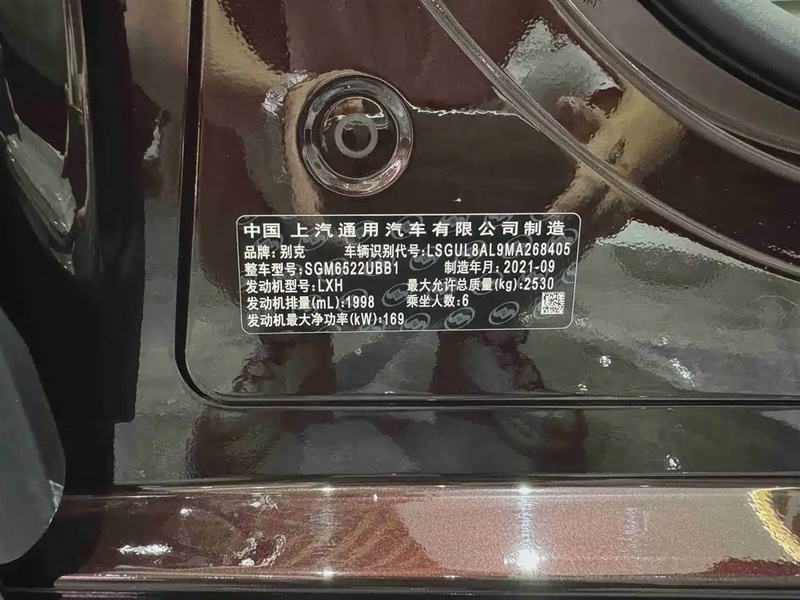 中国 上汽通用汽车有限公司制造
品牌:别克 车辆识别代号:LSGUL8AL9MA268405
整车型号:SGM6522UBB1 制造年月:2021-09
发动机型号:LXH 最大允许总质量(kg):2530
发动机排量(mL):1998 乘坐人数:6
发动机最大净功率(kW):169